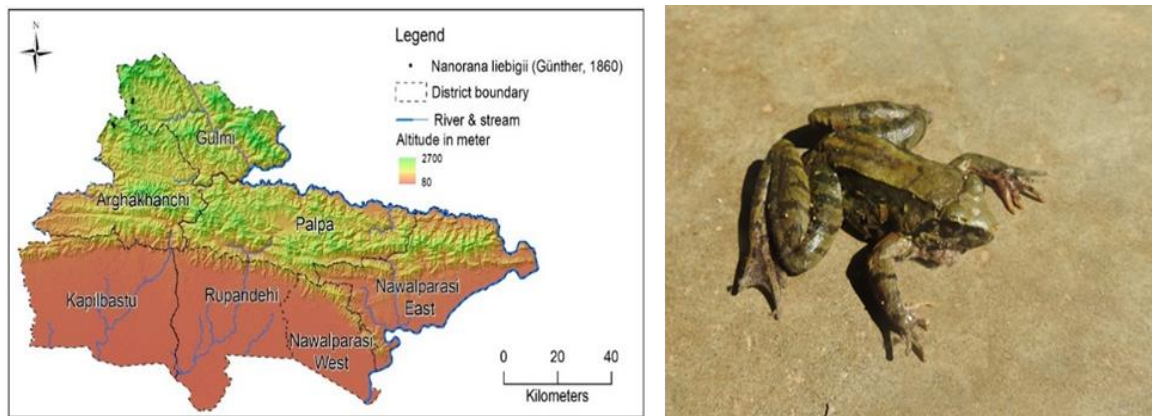 N
Legend
Nanorana liebigii (Günther, 1860)
District boundary
River & stream
Altitude in meter
2700
80
Gulmi
Arghakhanchi
Palpa
Kapilbastu
Rupandehi
Nawalparasi
East
Nawalparasi
West
0 20 40
Kilometers